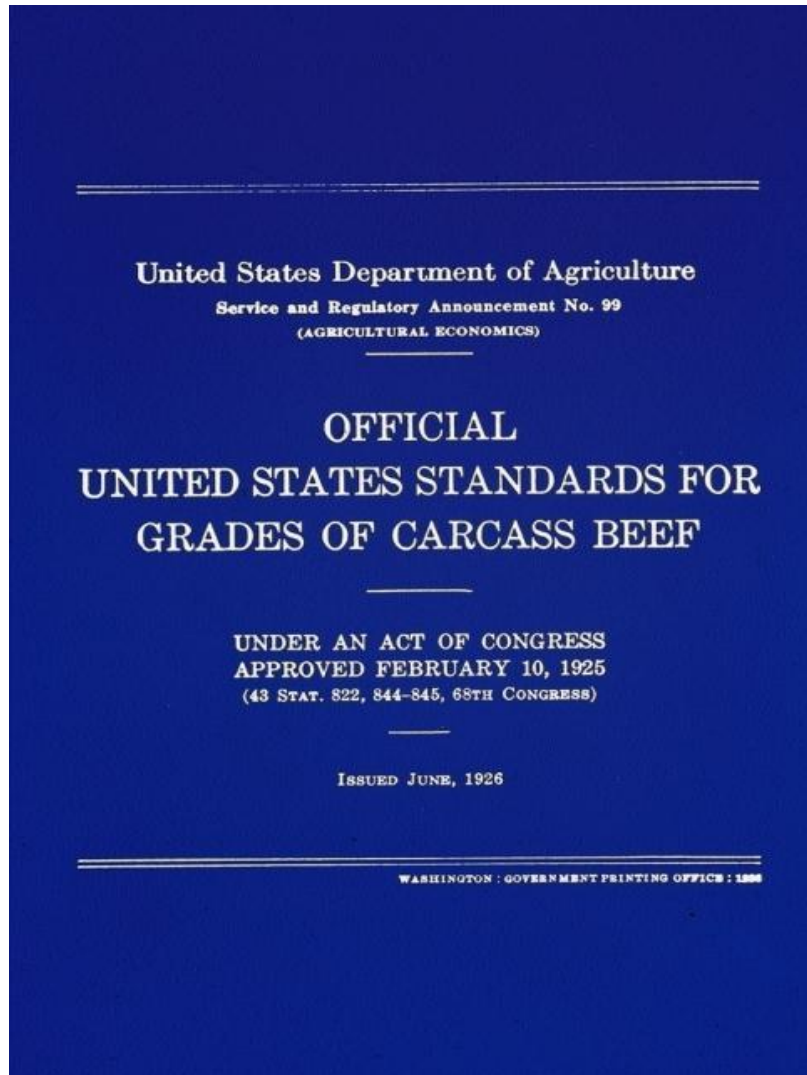 United States Department of Agriculture
Service and Regulatory Announcement No. 99
(AGRICULTURAL ECONOMICS)
OFFICIAL
UNITED STATES STANDARDS FOR
GRADES OF CARCASS BEEF
UNDER AN ACT OF CONGRESS
APPROVED FEBRUARY 10, 1925
(43 STAT. 822, 844–845, 68TH CONGRESS)
ISSUED JUNE, 1926
WASHINGTON : GOVERNMENT PRINTING OFFICE : 1926